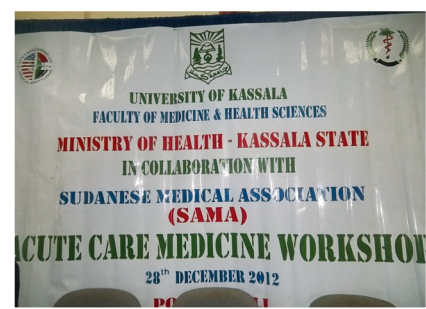 UNIVERSITY OF KASSALA
FACULTY OF MEDICINE & HEALTH SCIENCES
MINISTRY OF HEALTH - KASSALA STATE
IN COLLABORATION WITH
SUDANESE MEDICAL ASSOCIATION
(SAMA)
ACUTE CARE MEDICINE WORKSHOP
28th DECEMBER 2012